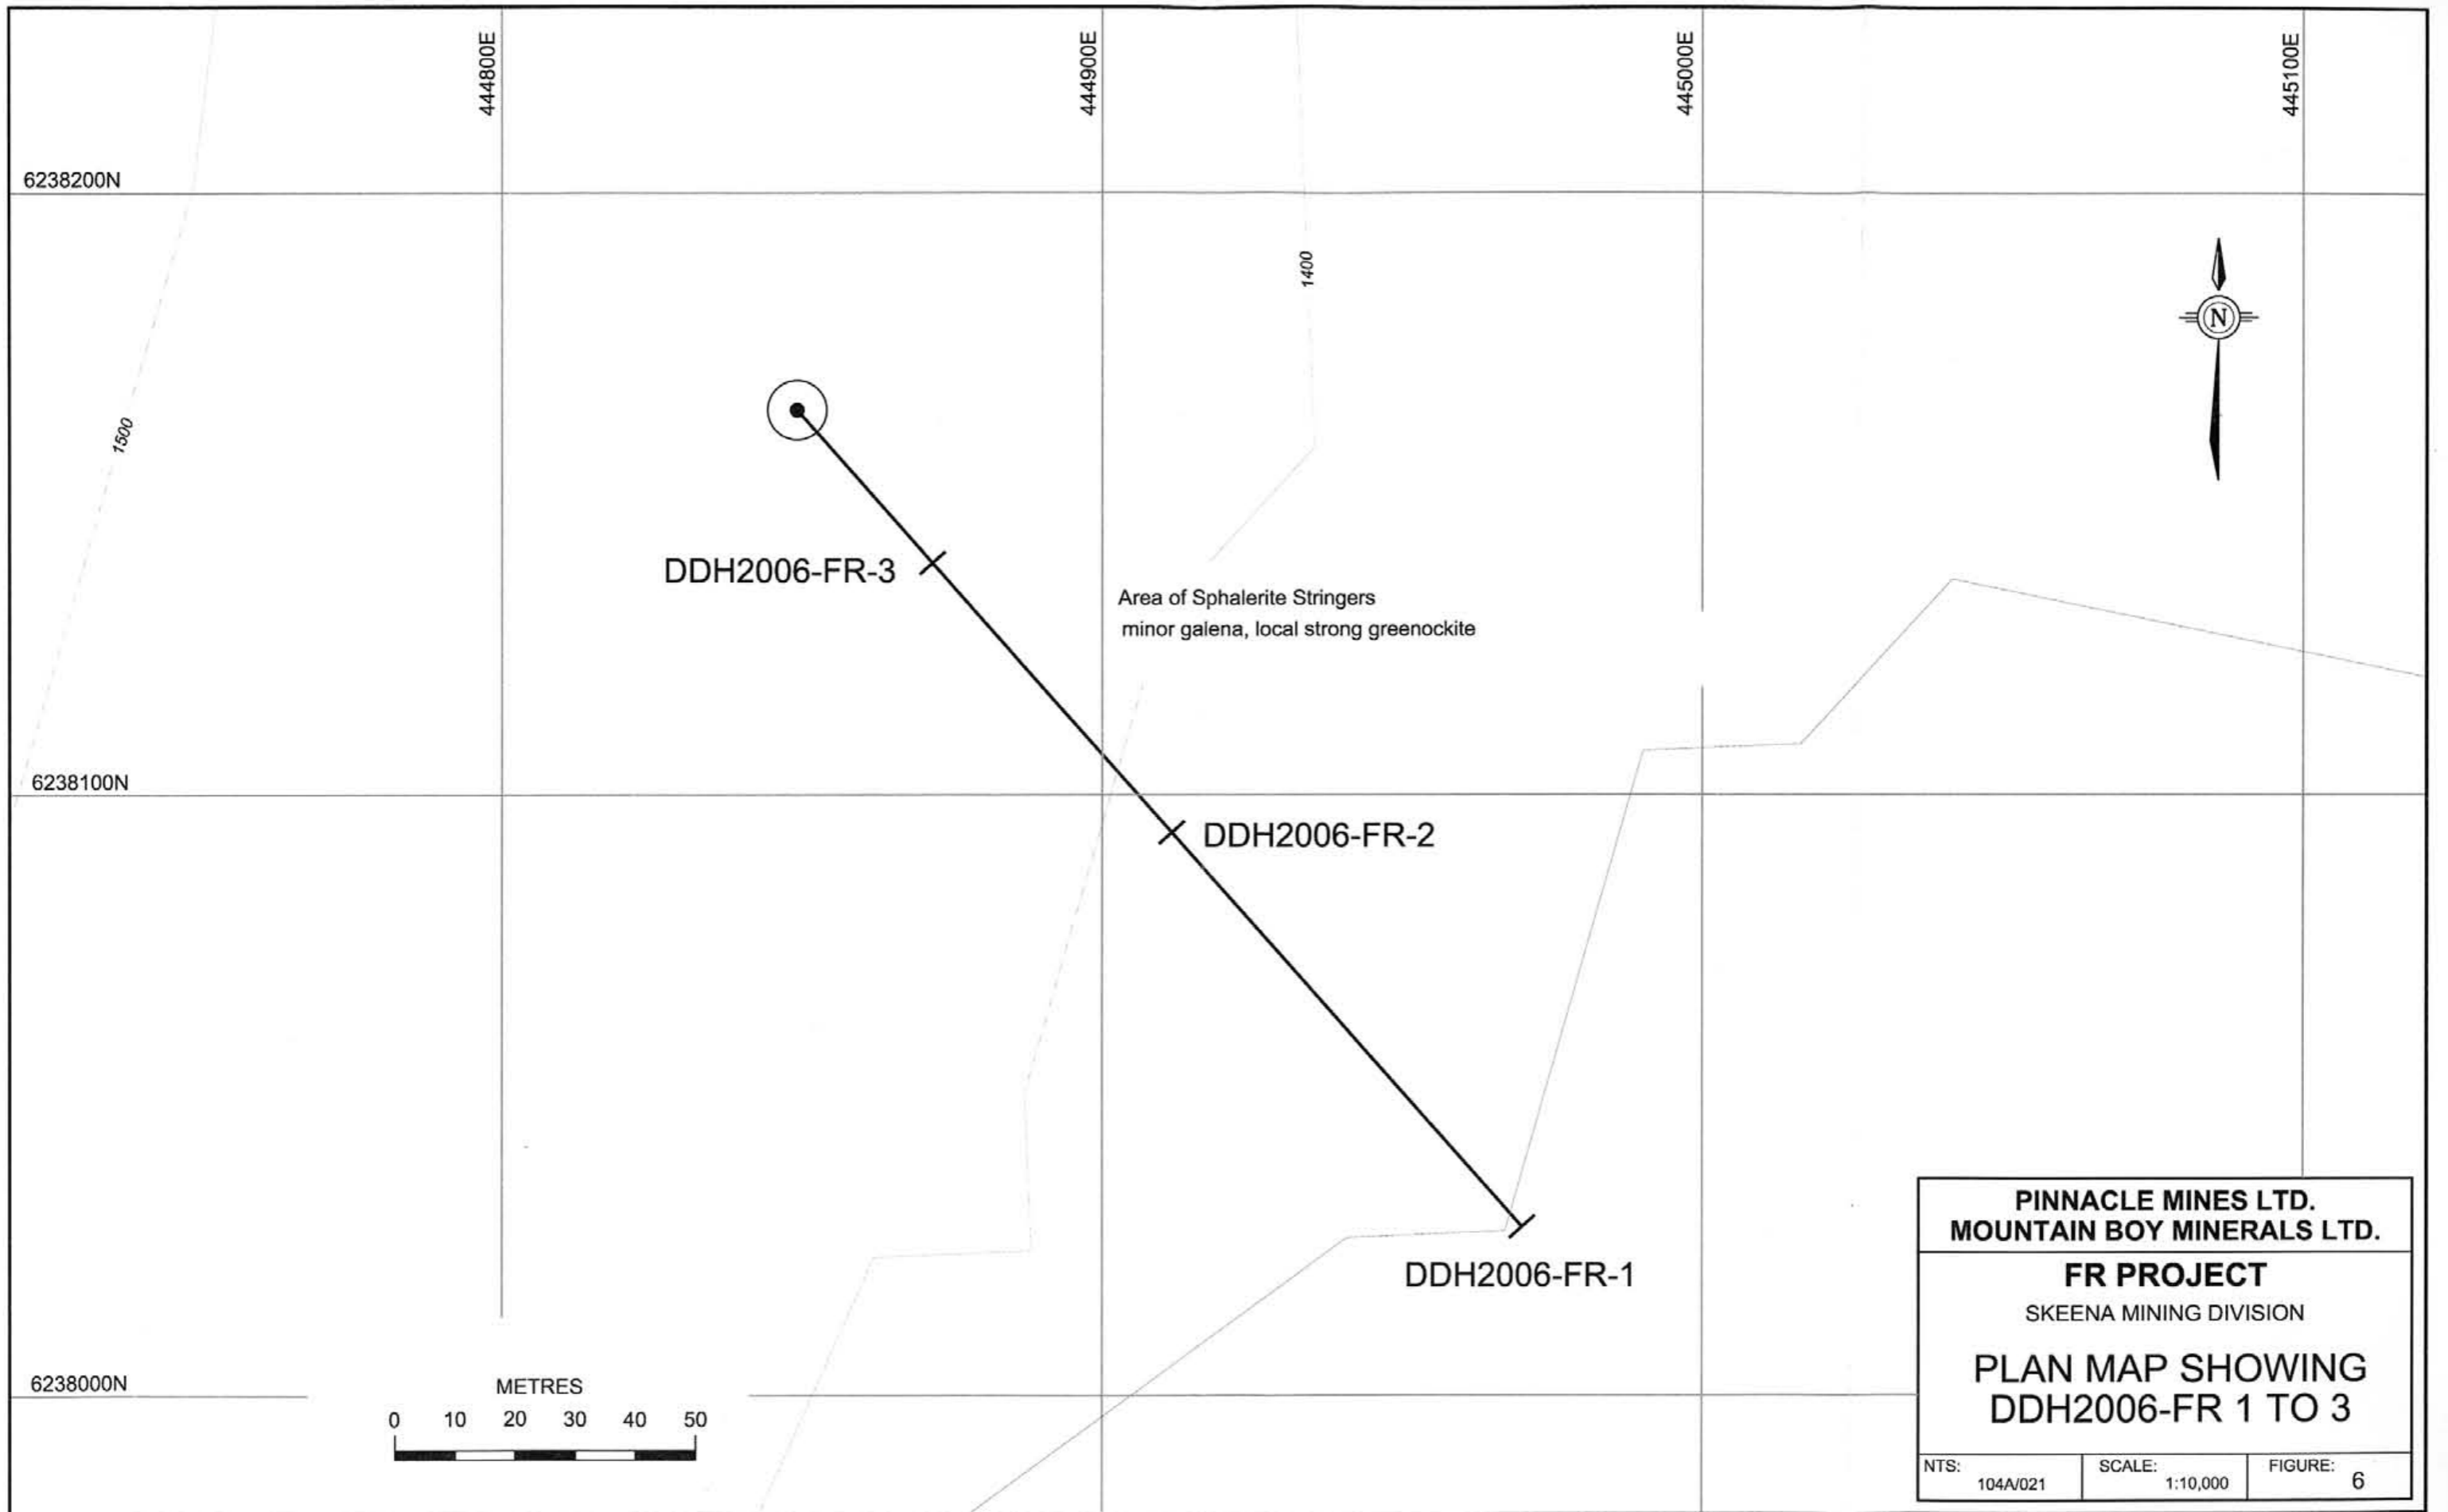 444800E
444900E
445000E
445100E
6238200N
1400
N
1500
DDH2006-FR-3
Area of Sphalerite Stringers
minor galena, local strong greenockite
6238100N
DDH2006-FR-2
DDH2006-FR-1
6238000N
METRES
0 10 20 30 40 50
PINNACLE MINES LTD.
MOUNTAIN BOY MINERALS LTD.
FR PROJECT
SKEENA MINING DIVISION
PLAN MAP SHOWING
DDH2006-FR 1 TO 3
NTS: 104A/021
SCALE: 1:10,000
FIGURE: 6